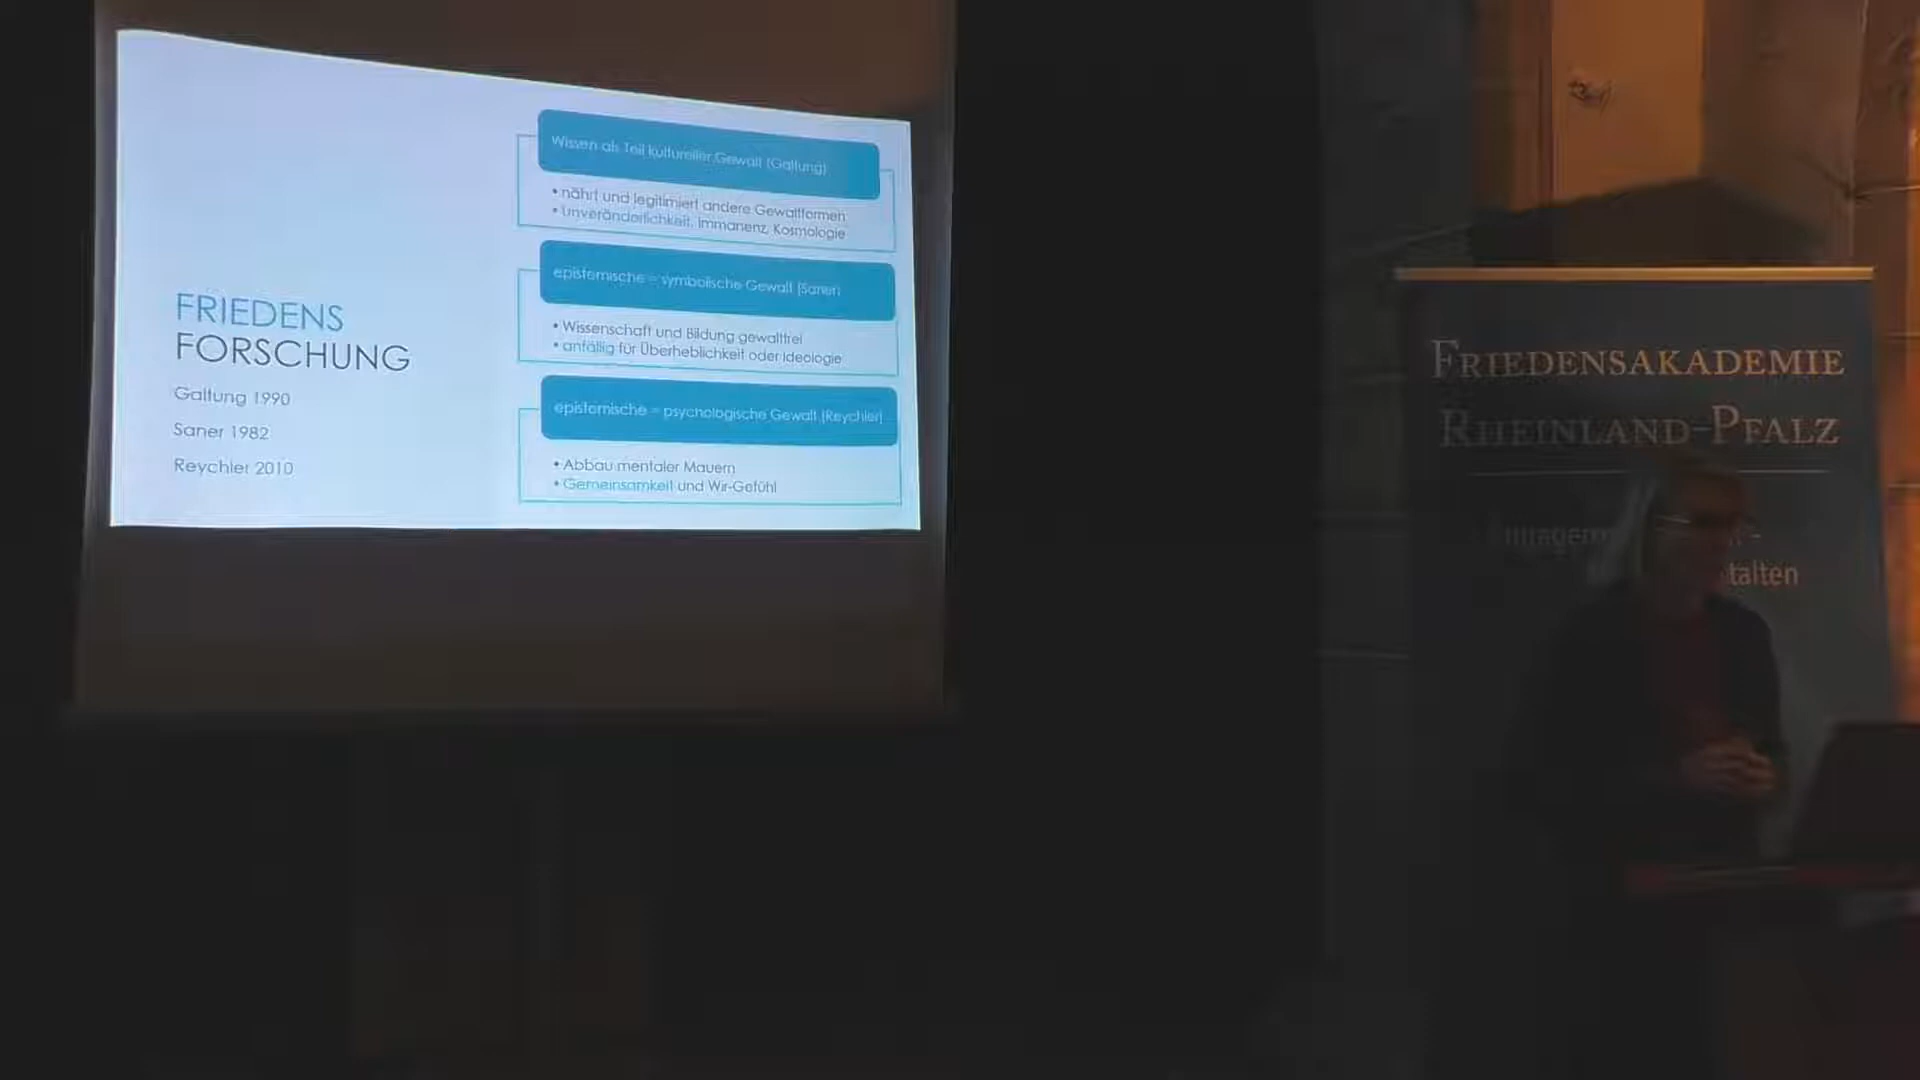 FRIEDENS
FORSCHUNG
Galtung 1990
Saner 1982
Reychler 2010
Wissen als Teil kultureller Gewalt (Galtung)
• nährt und legitimiert andere Gewaltformen
• Unveränderlichkeit, Immanenz, Kosmologie
epistemische = symbolische Gewalt (Saner)
• Wissenschaft und Bildung gewaltfrei
• anfällig für Überheblichkeit oder Ideologie
epistemische = psychologische Gewalt (Reychler)
• Abbau mentaler Mauern
• Gemeinsamkeit und Wir-Gefühl
FRIEDENSAKADEMIE
RHEINLAND-PFALZ
talten